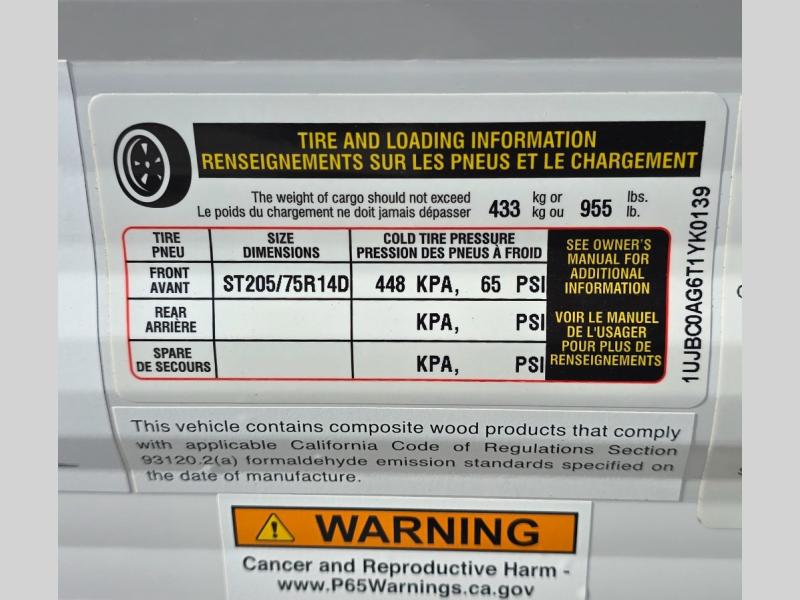 TIRE AND LOADING INFORMATION
RENSEIGNEMENTS SUR LES PNEUS ET LE CHARGEMENT
The weight of cargo should not exceed 433 kg or 955 lbs.
Le poids du chargement ne doit jamais dépasser kg ou lb.
TIRE SIZE COLD TIRE PRESSURE
PNEU DIMENSIONS PRESSION DES PNEUS À FROID
FRONT
AVANT
ST205/75R14D 448 KPA, 65 PSI
REAR
ARRIÈRE
KPA, PSI
SPARE
DE SECOURS
KPA, PSI
SEE OWNER'S
MANUAL FOR
ADDITIONAL
INFORMATION
VOIR LE MANUEL
DE L'USAGER
POUR PLUS DE
RENSEIGNEMENTS
1UJBC0AG6T1YK0139
This vehicle contains composite wood products that comply
with applicable California Code of Regulations Section
93120.2(a) formaldehyde emission standards specified on
the date of manufacture.
WARNING
Cancer and Reproductive Harm -
www.P65Warnings.ca.gov